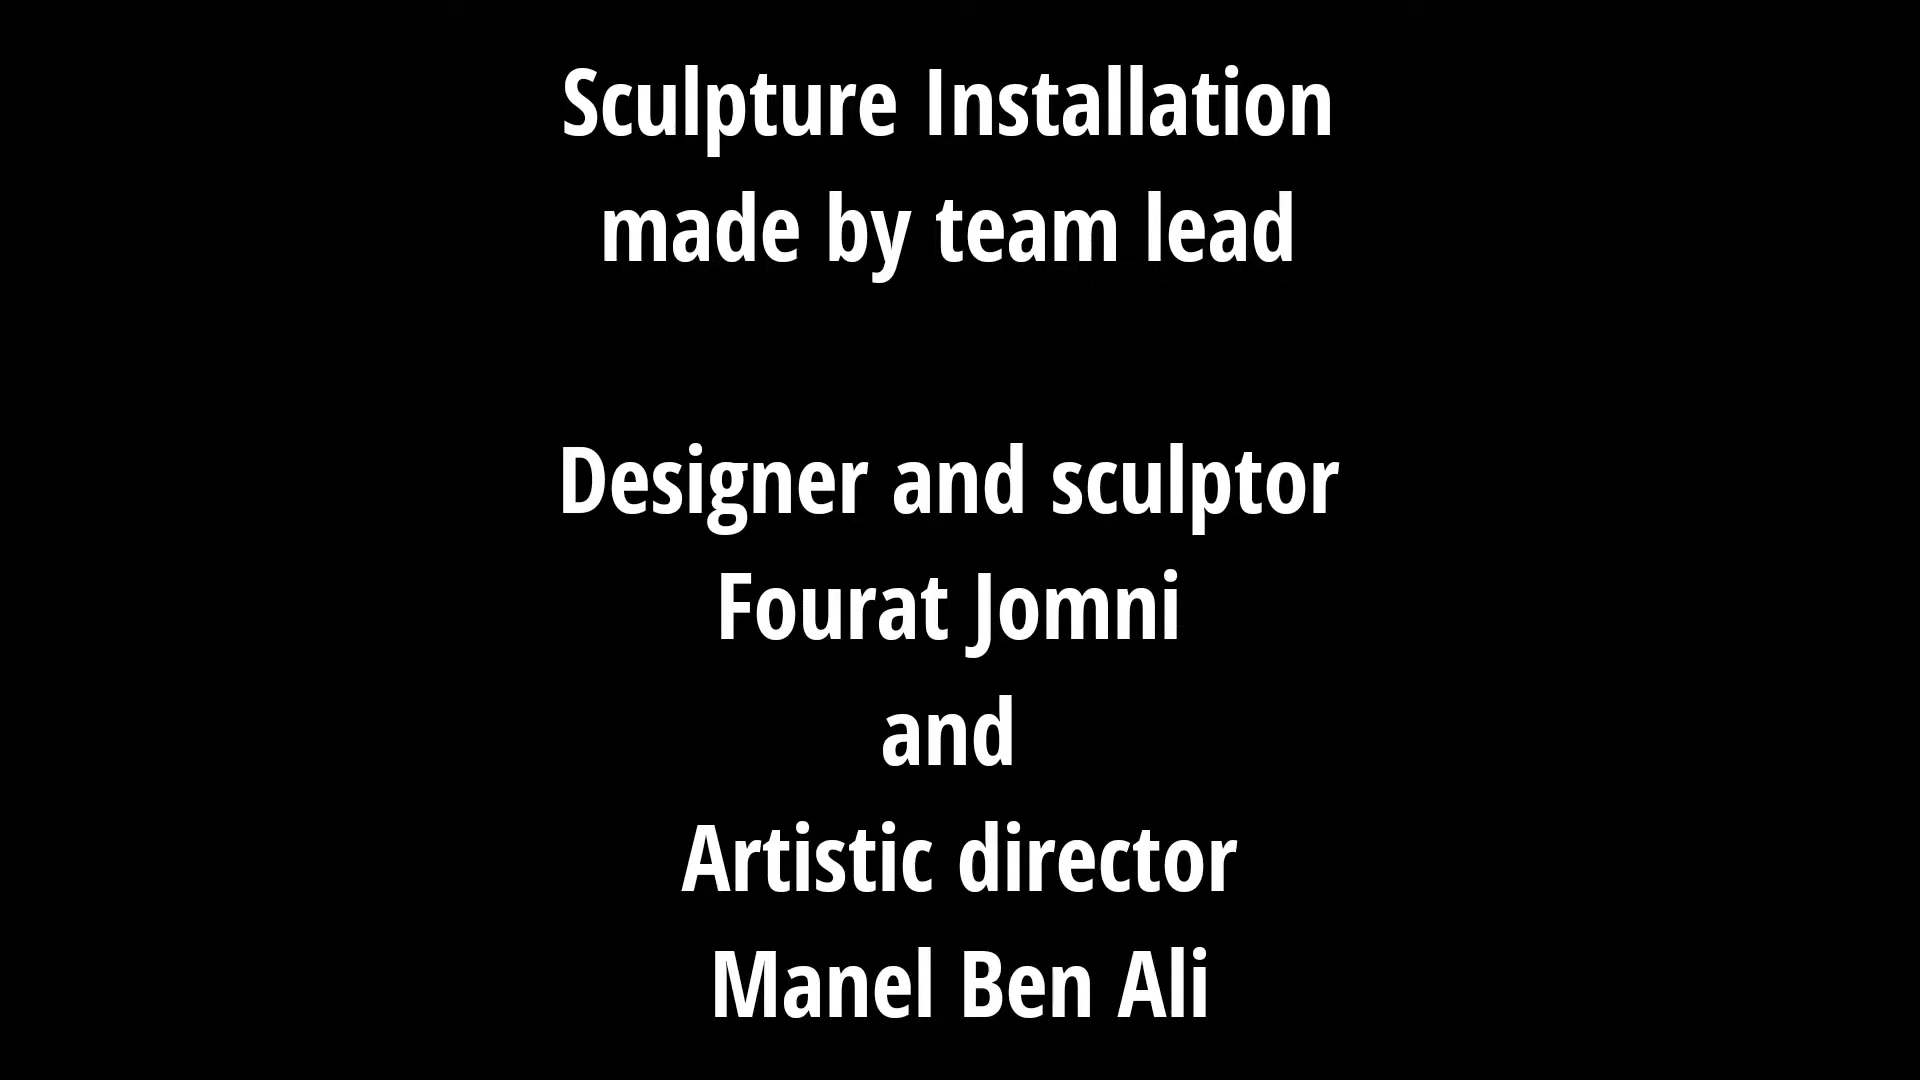 Sculpture Installation
made by team lead
Designer and sculptor
Fourat Jomni
and
Artistic director
Manel Ben Ali